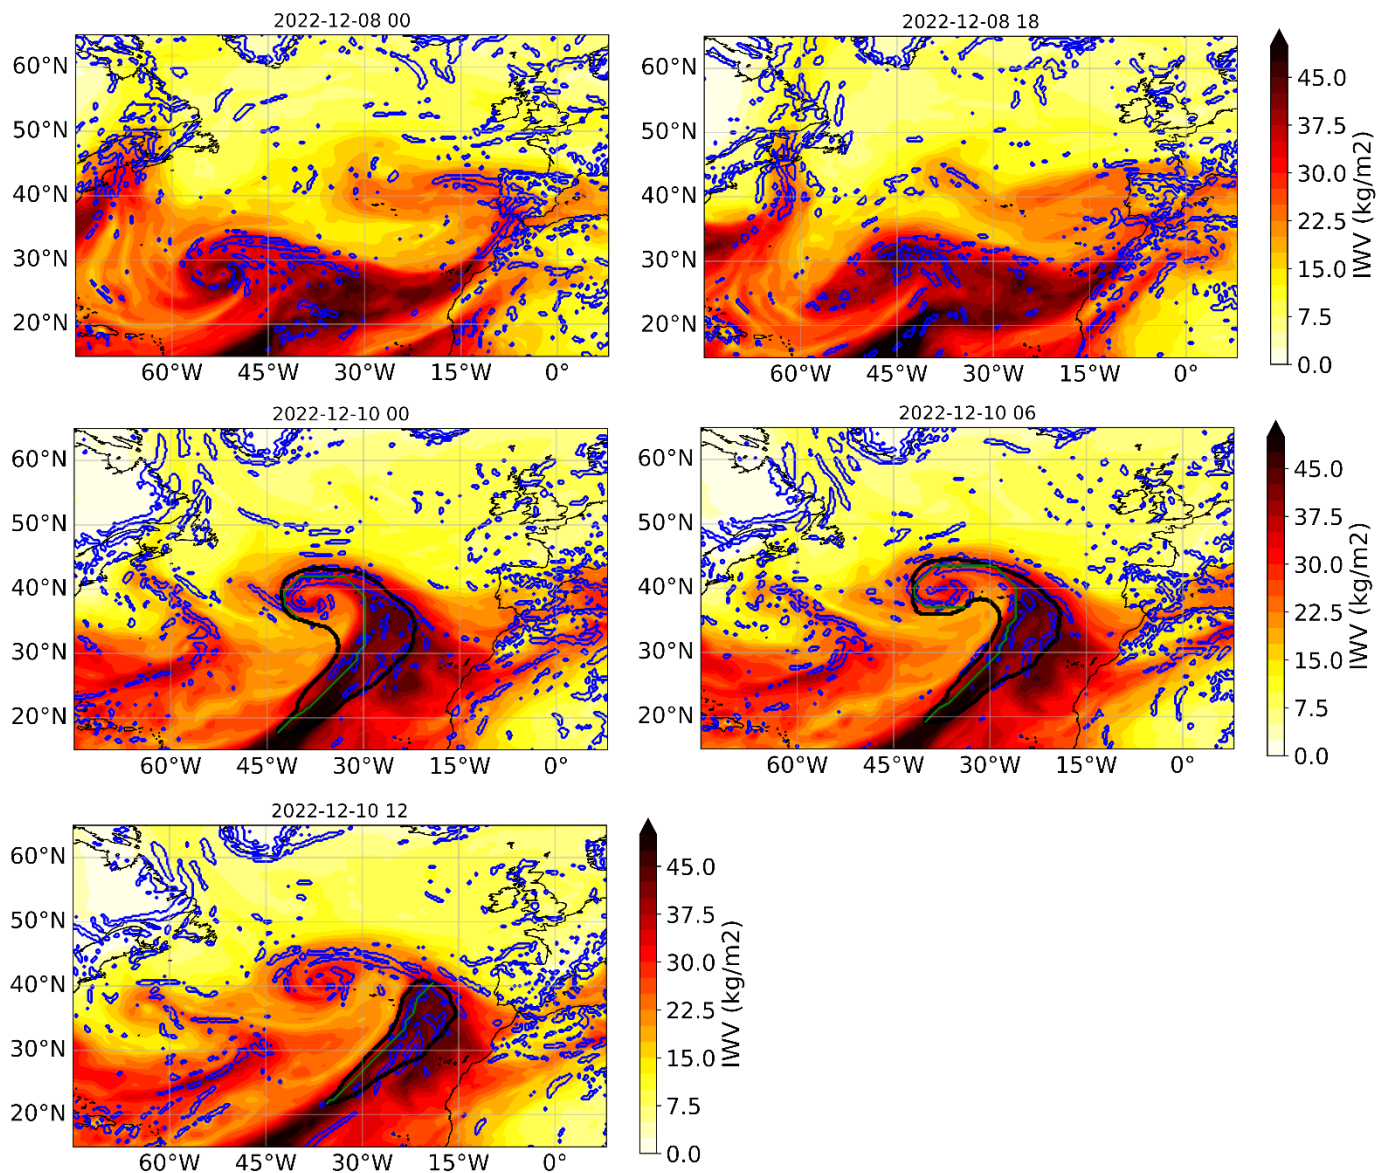 2022-12-08 00
2022-12-08 18
60°N
50°N
40°N
30°N
20°N
60°W 45°W 30°W 15°W 0°
60°N
50°N
40°N
30°N
20°N
60°W 45°W 30°W 15°W 0°
45.0
37.5
30.0
22.5
15.0
7.5
0.0
IWV (kg/m2)
2022-12-10 00
2022-12-10 06
60°N
50°N
40°N
30°N
20°N
60°W 45°W 30°W 15°W 0°
60°N
50°N
40°N
30°N
20°N
60°W 45°W 30°W 15°W 0°
45.0
37.5
30.0
22.5
15.0
7.5
0.0
IWV (kg/m2)
2022-12-10 12
60°N
50°N
40°N
30°N
20°N
60°W 45°W 30°W 15°W 0°
45.0
37.5
30.0
22.5
15.0
7.5
0.0
IWV (kg/m2)